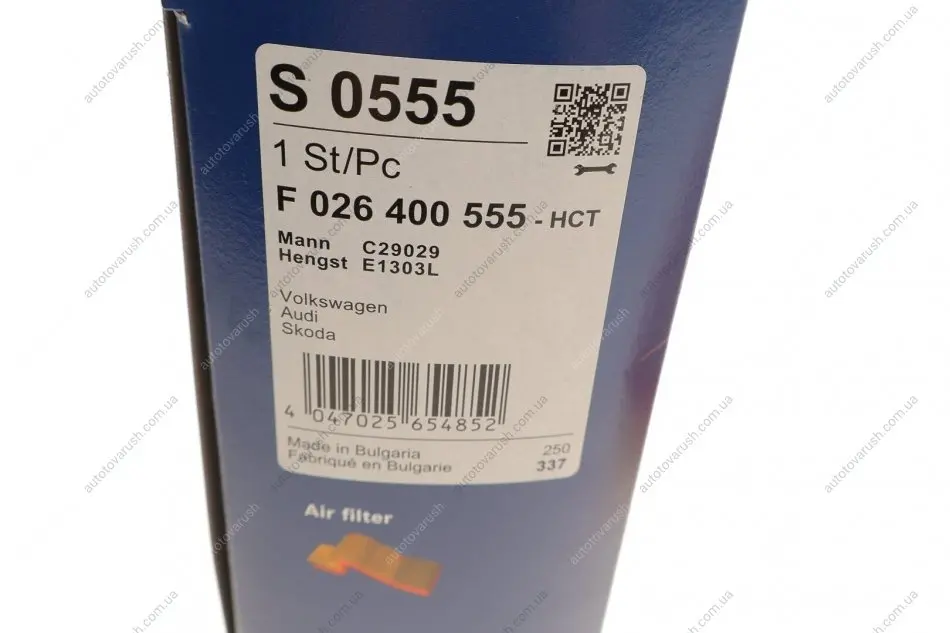 S 0555
1 St/Pc
F 026 400 555 - HCT
Mann C29029
Hengst E1303L
Volkswagen
Audi
Skoda
4 047025 654852
Made in Bulgaria 250
Fabriqué en Bulgarie 337
Air filter
autotovarush.com.ua